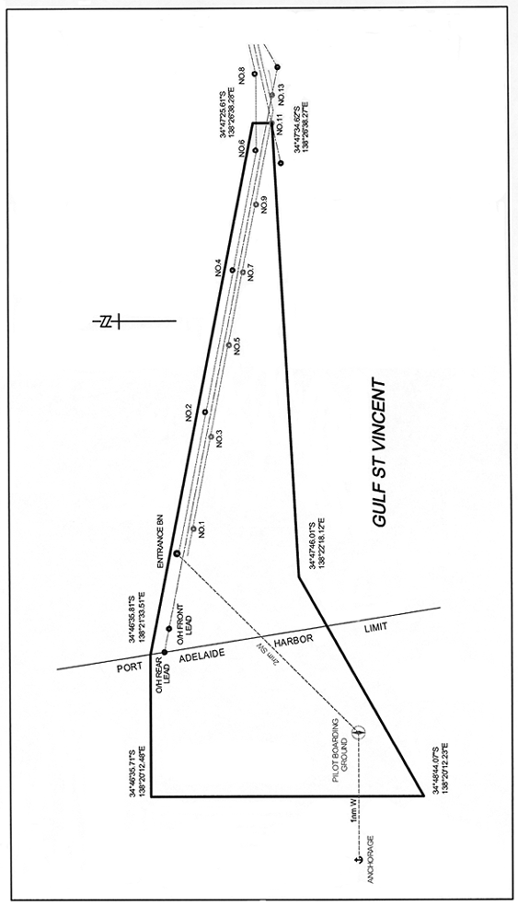 34°46'35.71"S
138°20'12.48"E
34°46'35.81"S
138°21'33.51"E
ENTRANCE BN
NO.2
NO.4
NO.6
34°47'25.61"S
138°26'38.28"E
NO.8
N
O/H REAR
LEAD
O/H FRONT
LEAD
NO.1
NO.3
NO.5
NO.7
NO.9
NO.11
NO.13
34°47'34.62"S
138°26'38.27"E
PORT ADELAIDE HARBOR LIMIT
2nm SW
34°47'46.01"S
138°22'18.12"E
GULF ST VINCENT
PILOT BOARDING
GROUND
1nm W
ANCHORAGE
34°48'44.07"S
138°20'12.23"E